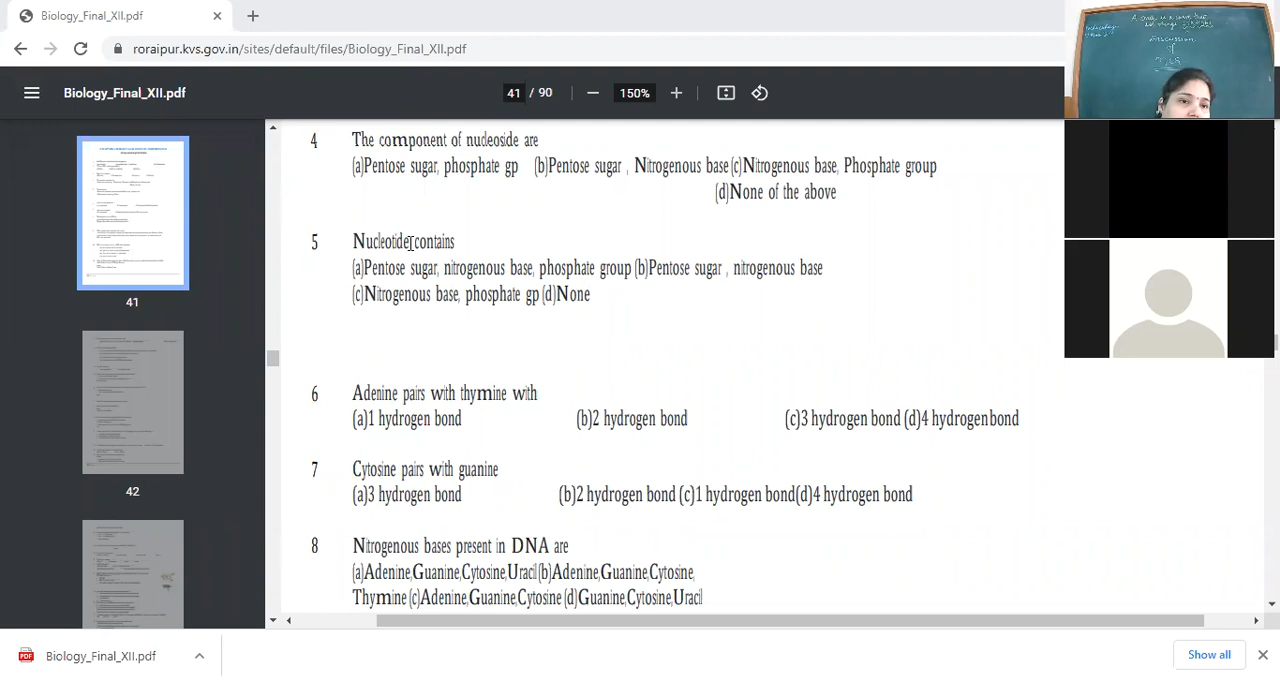 Biology_Final_XII.pdf
roraipur.kvs.gov.in/sites/default/files/Biology_Final_XII.pdf
Biology_Final_XII.pdf
41 / 90
150%
4 The component of nucleoside are
(a)Pentose sugar, phosphate gp (b)Pentose sugar , Nitrogenous base(c)Nitrogenous base, Phosphate group
(d)None of the above
5 Nucleotide contains
(a)Pentose sugar, nitrogenous base, phosphate group (b)Pentose sugar , nitrogenous base
(c)Nitrogenous base, phosphate gp (d)None
6 Adenine pairs with thymine with
(a)1 hydrogen bond (b)2 hydrogen bond (c)3 hydrogen bond (d)4 hydrogen bond
7 Cytosine pairs with guanine
(a)3 hydrogen bond (b)2 hydrogen bond (c)1 hydrogen bond(d)4 hydrogen bond
8 Nitrogenous bases present in DNA are
(a)Adenine,Guanine,Cytosine,Uracil(b)Adenine,Guanine,Cytosine,
Thymine (c)Adenine,Guanine,Cytosine (d)Guanine,Cytosine,Uracil
41
42
Discussion
of
Biology_Final_XII.pdf
Show all